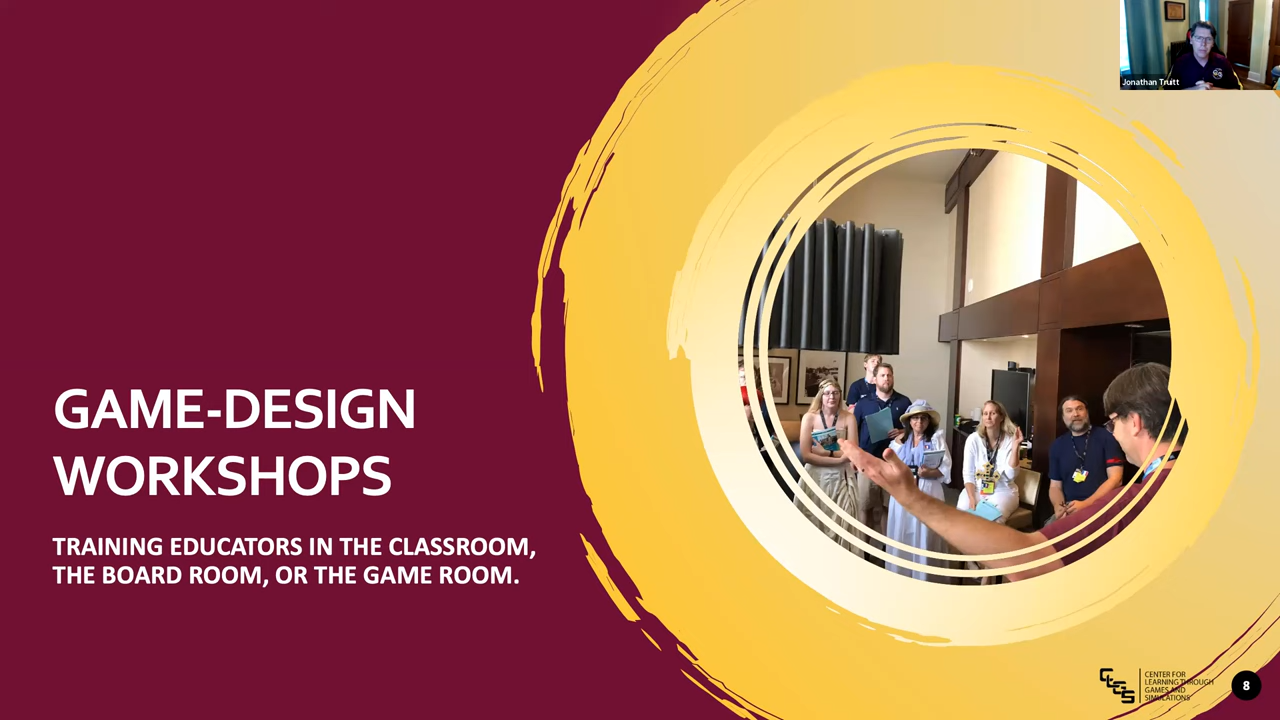 Jonathan Truitt
GAME-DESIGN
WORKSHOPS
TRAINING EDUCATORS IN THE CLASSROOM,
THE BOARD ROOM, OR THE GAME ROOM.
CLGS
CENTER FOR
LEARNING THROUGH
GAMES AND
SIMULATIONS
8